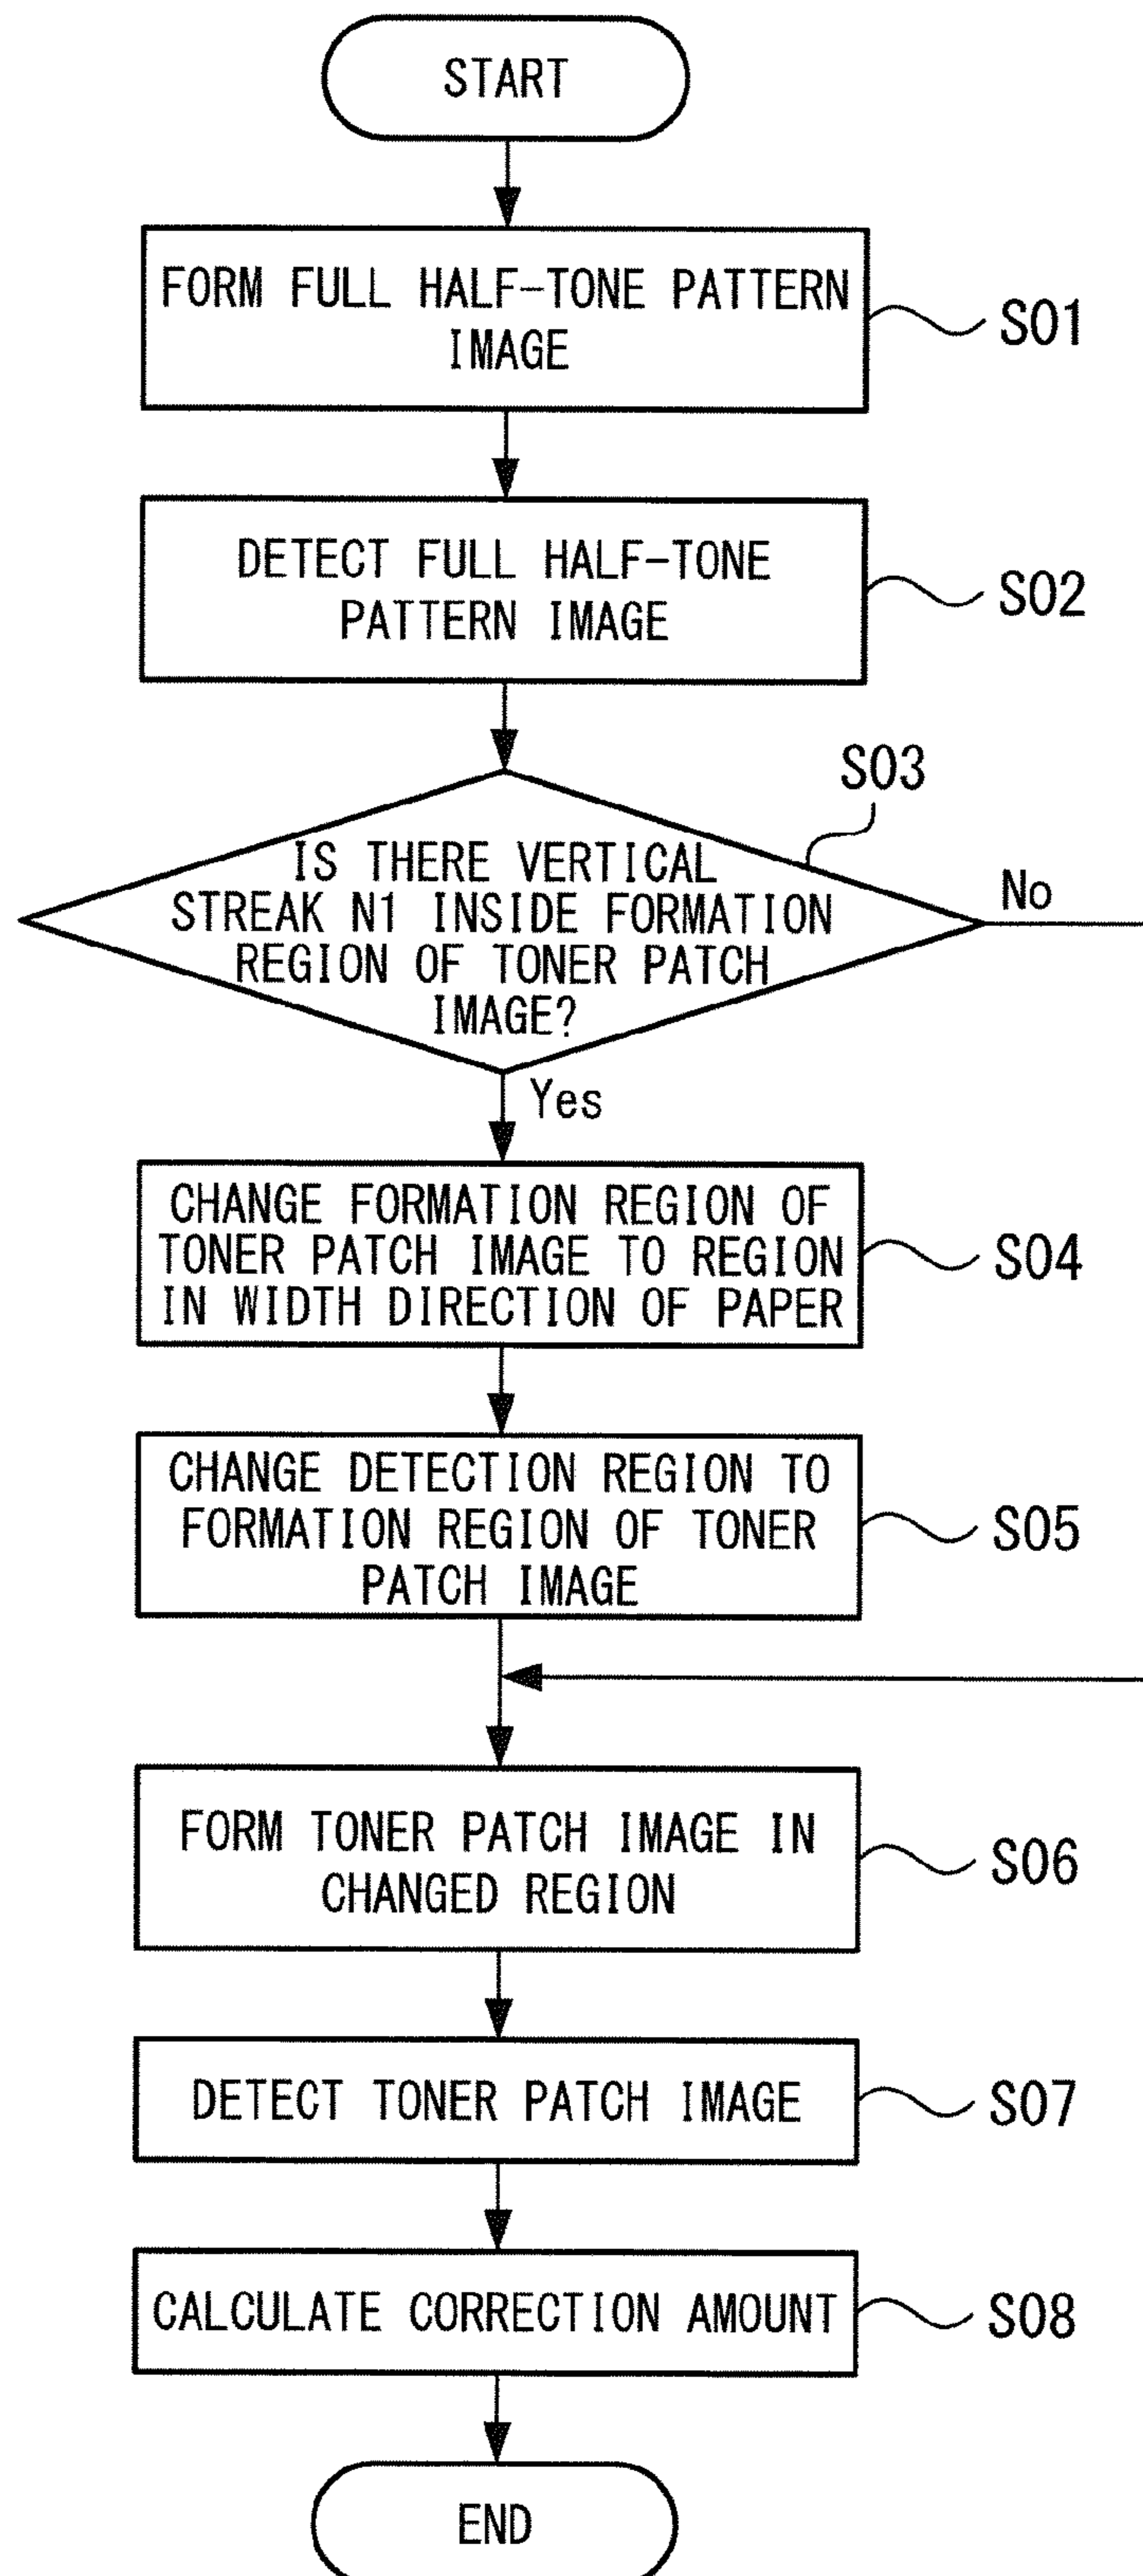 START
FORM FULL HALF-TONE PATTERN
IMAGE
S01
DETECT FULL HALF-TONE
PATTERN IMAGE
S02
S03
IS THERE VERTICAL
STREAK N1 INSIDE FORMATION
REGION OF TONER PATCH
IMAGE?
No
Yes
CHANGE FORMATION REGION OF
TONER PATCH IMAGE TO REGION
IN WIDTH DIRECTION OF PAPER
S04
CHANGE DETECTION REGION TO
FORMATION REGION OF TONER
PATCH IMAGE
S05
FORM TONER PATCH IMAGE IN
CHANGED REGION
S06
DETECT TONER PATCH IMAGE
S07
CALCULATE CORRECTION AMOUNT
S08
END